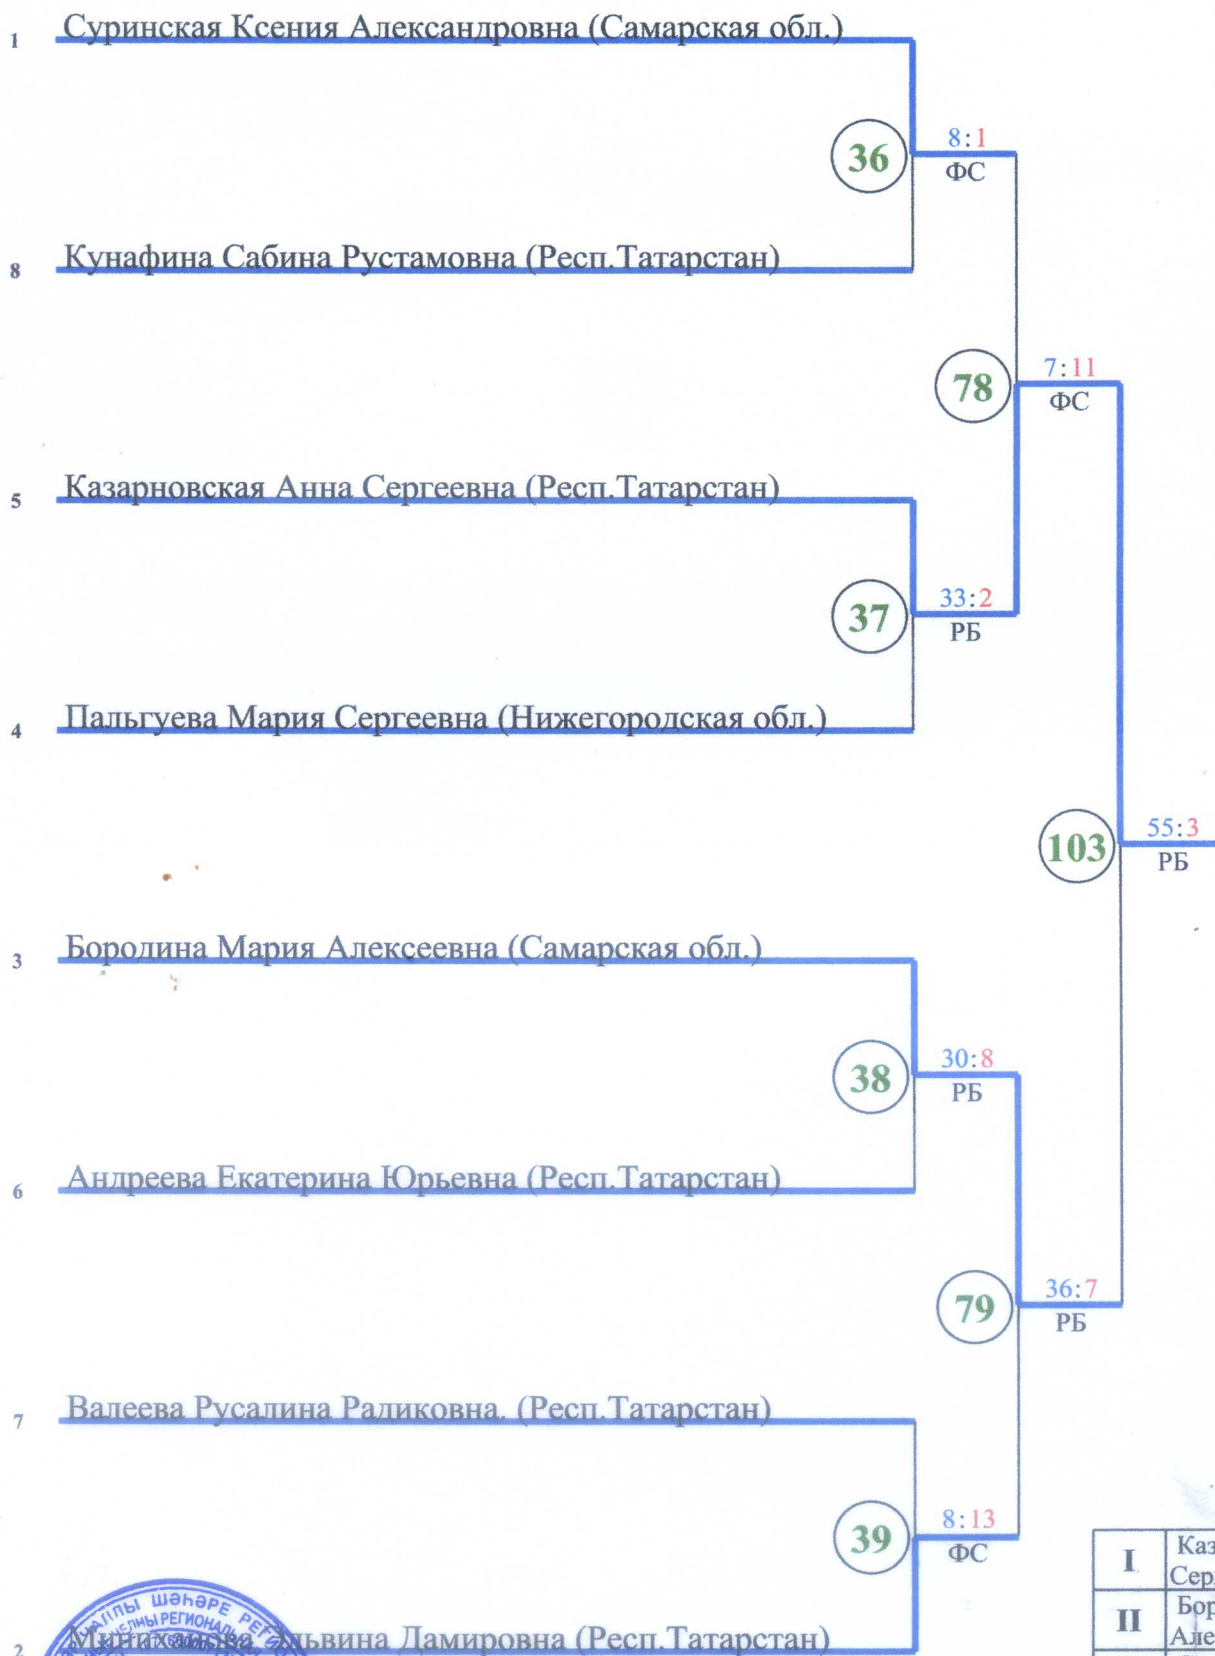 1 Суринская Ксения Александровна (Самарская обл.)
36 8:1
ФС
8 Кунафина Сабина Рустамовна (Респ.Татарстан)
78 7:11
ФС
5 Казарновская Анна Сергеевна (Респ.Татарстан)
37 33:2
РБ
4 Пальгуева Мария Сергеевна (Нижегородская обл.)
103 55:3
РБ
3 Бородина Мария Алексеевна (Самарская обл.)
38 30:8
РБ
6 Андреева Екатерина Юрьевна (Респ.Татарстан)
79 36:7
РБ
7 Валеева Русалина Радиковна. (Респ.Татарстан)
39 8:13
ФС
2 Миниханова Эльвина Дамировна (Респ.Татарстан)
I Каз
Сер
II Бор
Але
ШӘҺӘРЕ